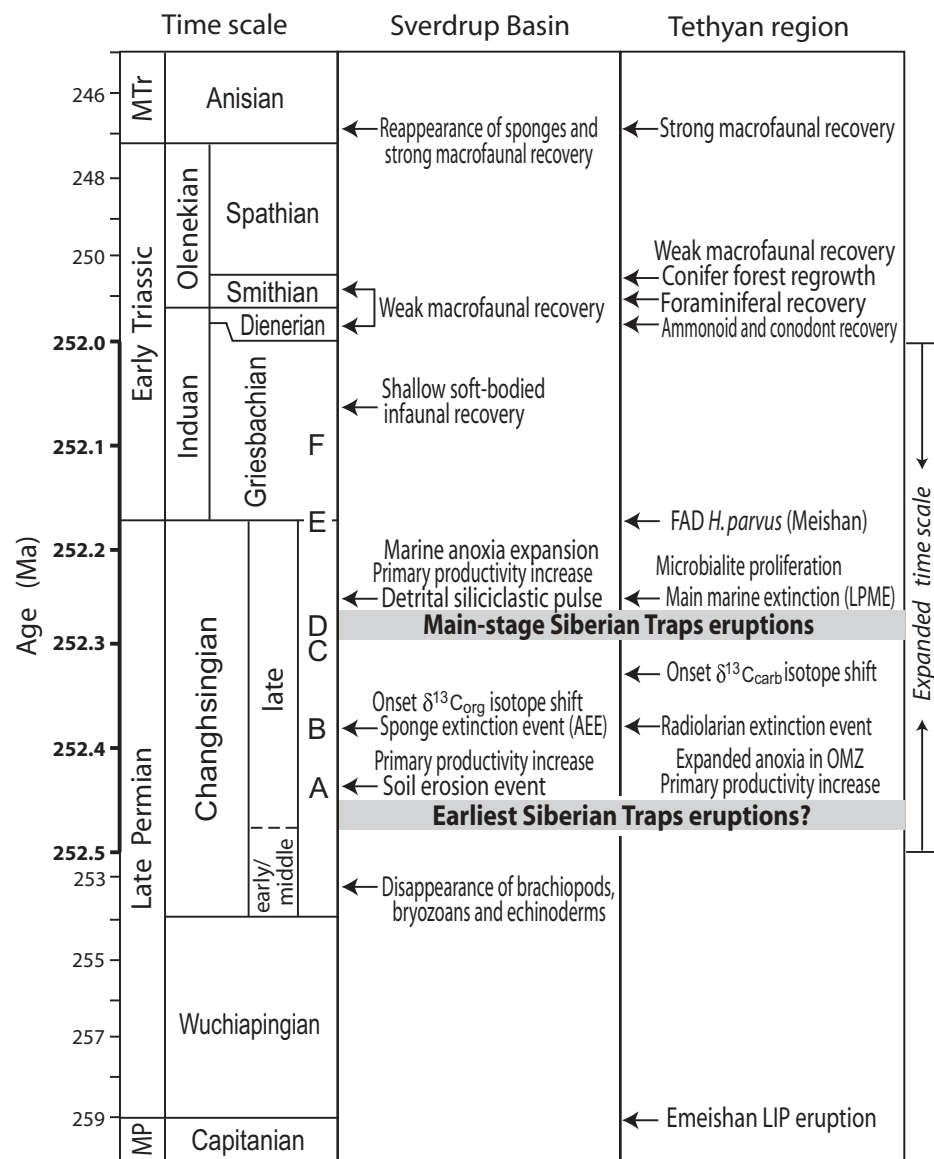 Time scale
Sverdrup Basin
Tethyan region
Age (Ma)
246
248
250
252.0
252.1
252.2
252.3
252.4
252.5
253
255
257
259
MTr
Early Triassic
Late Permian
MP
Anisian
Olenekian
Spathian
Smithian
Dienerian
Induan
Griesbachian
Changhsingian
late
early/
middle
Wuchiapingian
Capitanian
F
E
D
C
B
A
Reappearance of sponges and
strong macrofaunal recovery
Weak macrofaunal recovery
Shallow soft-bodied
infaunal recovery
Marine anoxia expansion
Primary productivity increase
Detrital siliciclastic pulse
Main-stage Siberian Traps eruptions
Onset δ¹³Corg isotope shift
Sponge extinction event (AEE)
Primary productivity increase
Soil erosion event
Earliest Siberian Traps eruptions?
Disappearance of brachiopods,
bryozoans and echinoderms
Strong macrofaunal recovery
Weak macrofaunal recovery
Conifer forest regrowth
Foraminiferal recovery
Ammonoid and conodont recovery
FAD H. parvus (Meishan)
Microbialite proliferation
Main marine extinction (LPME)
Onset δ¹³Ccarb isotope shift
Radiolarian extinction event
Expanded anoxia in OMZ
Primary productivity increase
Emeishan LIP eruption
Expanded time scale